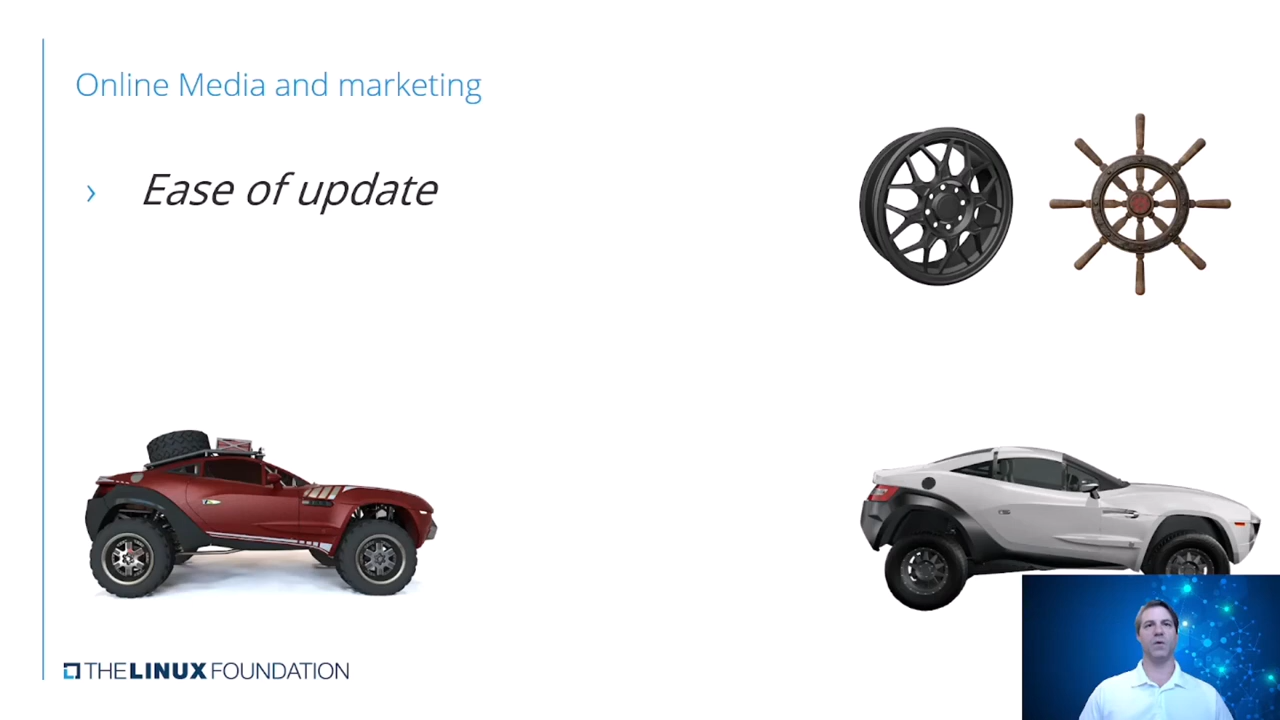 Online Media and marketing
› Ease of update
THE LINUX FOUNDATION